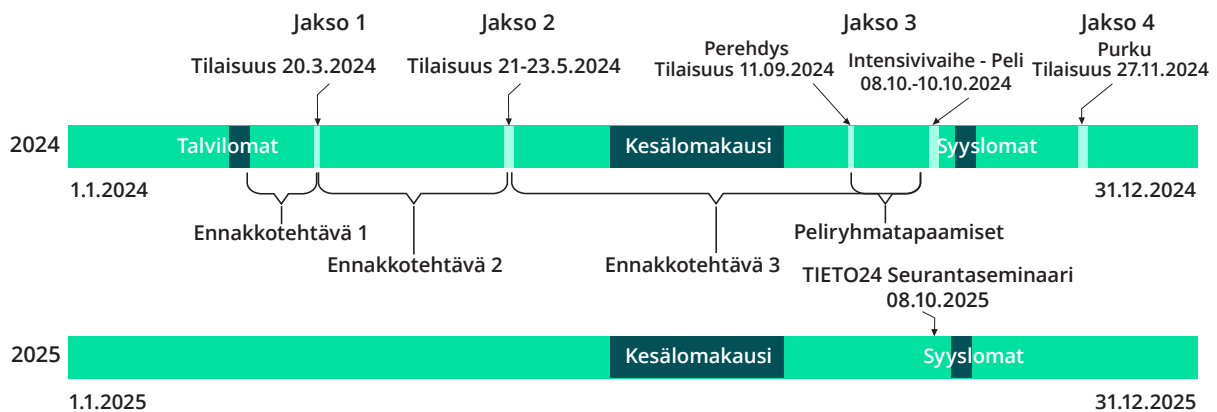 Jakso 1
Jakso 2
Jakso 3
Jakso 4
Tilaisuus 20.3.2024
Tilaisuus 21-23.5.2024
Perehdys
Tilaisuus 11.09.2024
Intensivivaihe - Peli
08.10.-10.10.2024
Purku
Tilaisuus 27.11.2024
2024
Talvilomat
Kesälomakausi
Syyslomat
1.1.2024
31.12.2024
Ennakkotehtävä 1
Peliryhmatapaamiset
Ennakkotehtävä 2
Ennakkotehtävä 3
TIETO24 Seurantaseminaari
08.10.2025
2025
Kesälomakausi
Syyslomat
1.1.2025
31.12.2025